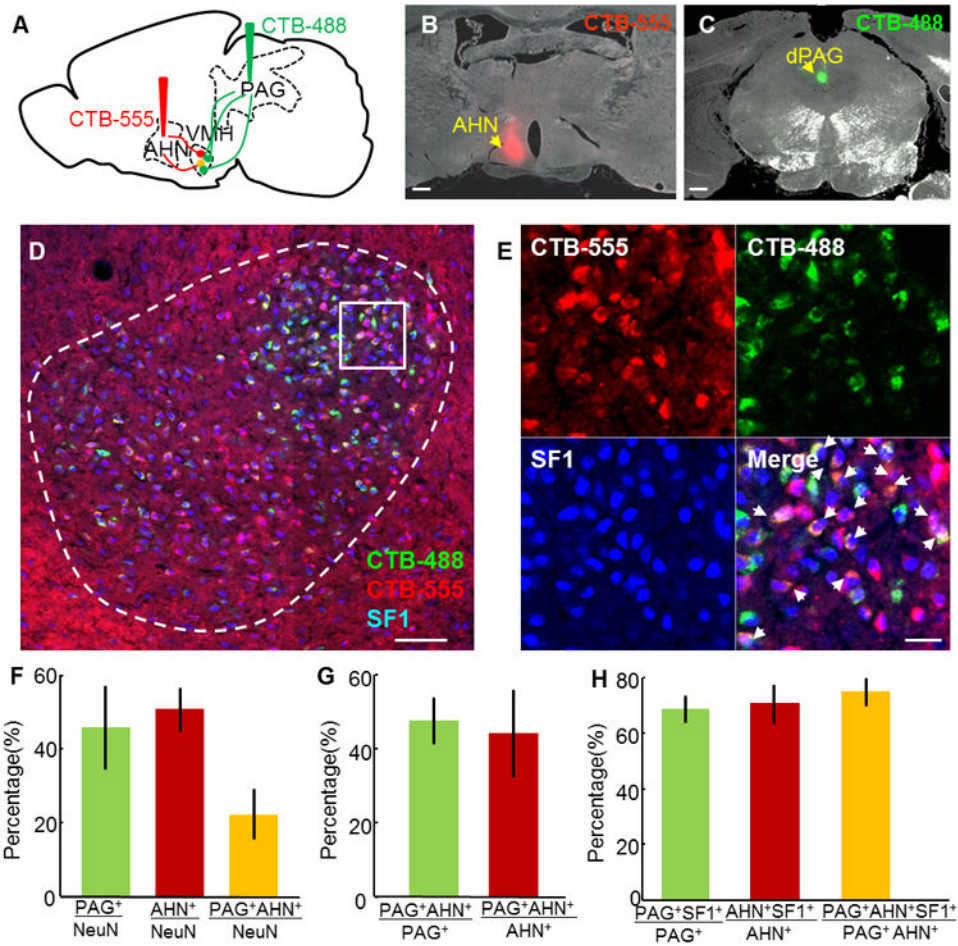 A
CTB-488
PAG
CTB-555
VMH
AHN
B
CTB-555
AHN
C
CTB-488
dPAG
D
CTB-488
CTB-555
SF1
E
CTB-555
CTB-488
SF1
Merge
F
Percentage(%)
60
40
20
0
PAG⁺
NeuN
AHN⁺
NeuN
PAG⁺AHN⁺
NeuN
G
Percentage(%)
60
40
20
0
PAG⁺AHN⁺
PAG⁺
PAG⁺AHN⁺
AHN⁺
H
Percentage(%)
80
60
40
20
0
PAG⁺SF1⁺
PAG⁺
AHN⁺SF1⁺
AHN⁺
PAG⁺AHN⁺SF1⁺
PAG⁺AHN⁺